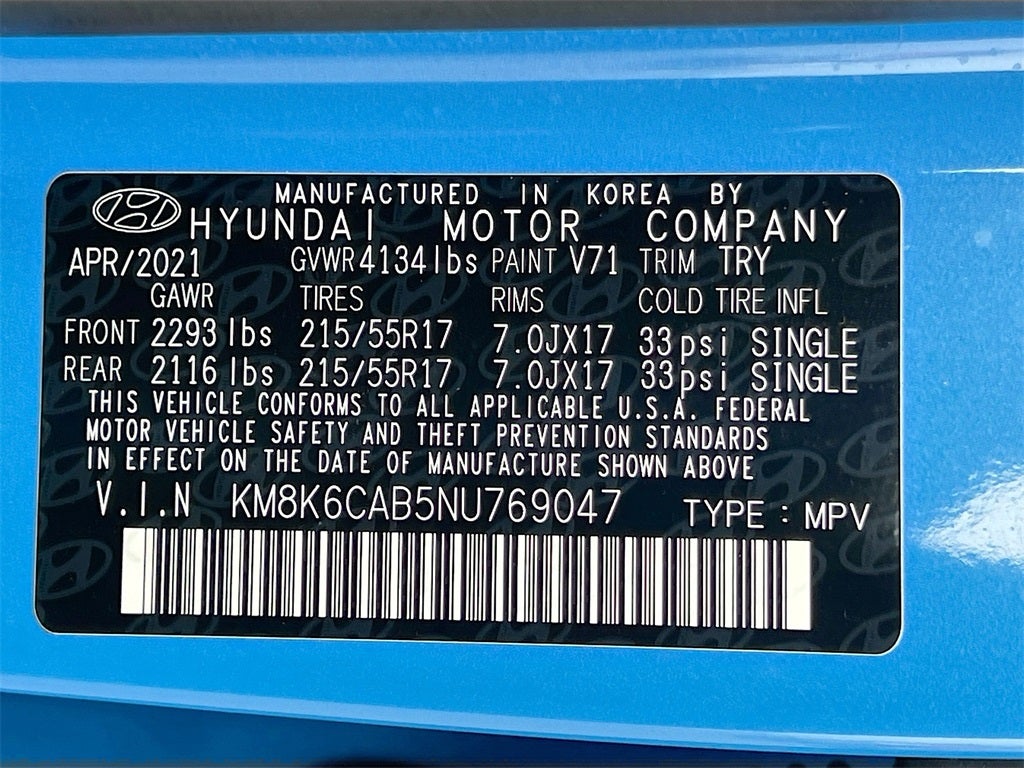 MANUFACTURED IN KOREA BY
HYUNDAI MOTOR COMPANY
APR/2021 GVWR 4134lbs PAINT V71 TRIM TRY
GAWR TIRES RIMS COLD TIRE INFL
FRONT 2293 lbs 215/55R17 7.0JX17 33psi SINGLE
REAR 2116 lbs 215/55R17 7.0JX17 33psi SINGLE
THIS VEHICLE CONFORMS TO ALL APPLICABLE U.S.A. FEDERAL
MOTOR VEHICLE SAFETY AND THEFT PREVENTION STANDARDS
IN EFFECT ON THE DATE OF MANUFACTURE SHOWN ABOVE
V.I.N KM8K6CAB5NU769047 TYPE : MPV